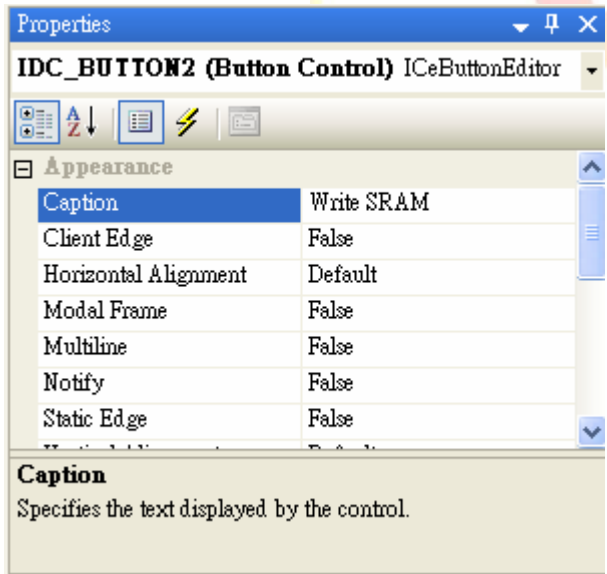 Properties
IDC_BUTTON2 (Button Control) ICeButtonEditor
Appearance
Caption Write SRAM
Client Edge False
Horizontal Alignment Default
Modal Frame False
Multiline False
Notify False
Static Edge False
Caption
Specifies the text displayed by the control.